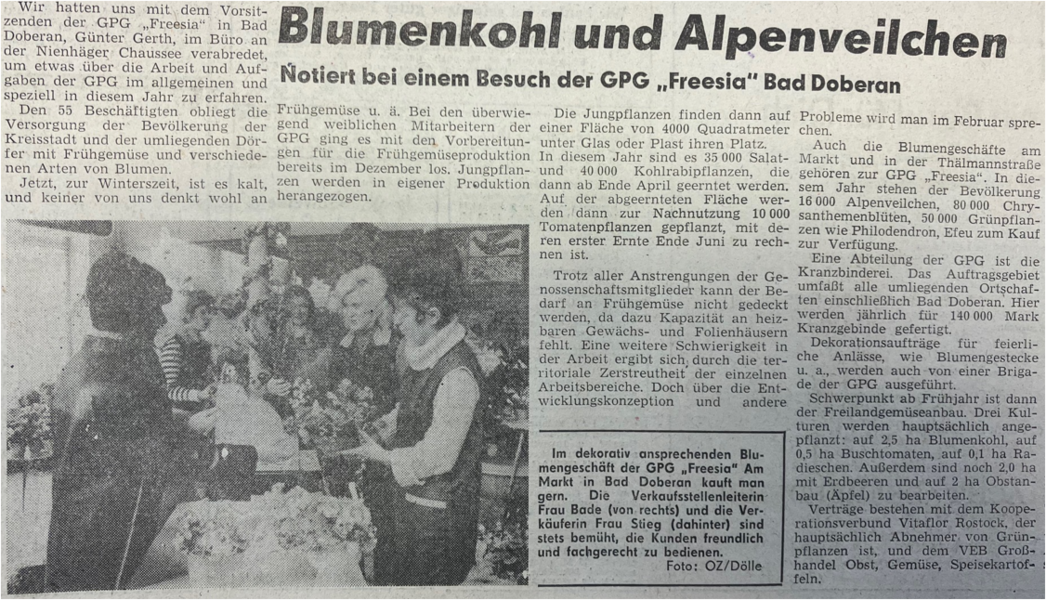 Blumenkohl und Alpenveilchen
Notiert bei einem Besuch der GPG „Freesia“ Bad Doberan
Wir hatten uns mit dem Vorsit-
zenden der GPG „Freesia“ in Bad
Doberan, Günter Gerth, im Büro an
der Nienhäger Chaussee verabredet,
um etwas über die Arbeit und Auf-
gaben der GPG im allgemeinen und
speziell in diesem Jahr zu erfahren.
Den 55 Beschäftigten obliegt die
Versorgung der Bevölkerung der
Kreisstadt und der umliegenden Dör-
fer mit Frühgemüse und verschiede-
nen Arten von Blumen.
Jetzt, zur Winterszeit, ist es kalt,
und keiner von uns denkt wohl an
Frühgemüse u. ä. Bei den überwie-
gend weiblichen Mitarbeitern der
GPG ging es mit den Vorbereitun-
gen für die Frühgemüseproduktion
bereits im Dezember los. Jungpflan-
zen werden in eigener Produktion
herangezogen.
Die Jungpflanzen finden dann auf
einer Fläche von 4000 Quadratmeter
unter Glas oder Plast ihren Platz.
In diesem Jahr sind es 35 000 Salat-
und 40 000 Kohlrabipflanzen, die
dann ab Ende April geerntet werden.
Auf der abgeernteten Fläche wer-
den dann zur Nachnutzung 10 000
Tomatenpflanzen gepflanzt, mit de-
ren erster Ernte Ende Juni zu rech-
nen ist.
Trotz aller Anstrengungen der Ge-
nossenschaftsmitglieder kann der Be-
darf an Frühgemüse nicht gedeckt
werden, da dazu Kapazität an heiz-
baren Gewächs- und Folienhäusern
fehlt. Eine weitere Schwierigkeit in
der Arbeit ergibt sich durch die ter-
ritoriale Zerstreutheit der einzelnen
Arbeitsbereiche. Doch über die Ent-
wicklungskonzeption und andere
Probleme wird man im Februar spre-
chen.
Auch die Blumengeschäfte am
Markt und in der Thälmannstraße
gehören zur GPG „Freesia“. In die-
sem Jahr stehen der Bevölkerung
16 000 Alpenveilchen, 80 000 Chry-
santhemenblüten, 50 000 Grünpflan-
zen wie Philodendron, Efeu zum Kauf
zur Verfügung.
Eine Abteilung der GPG ist die
Kranzbinderei. Das Auftragsgebiet
umfaßt alle umliegenden Ortschaf-
ten einschließlich Bad Doberan. Hier
werden jährlich für 140 000 Mark
Kranzgebinde gefertigt.
Dekorationsaufträge für feierli-
che Anlässe, wie Blumengestecke
u. a., werden auch von einer Briga-
de der GPG ausgeführt.
Schwerpunkt ab Frühjahr ist dann
der Freilandgemüseanbau. Drei Kul-
turen werden hauptsächlich ange-
pflanzt: auf 2,5 ha Blumenkohl, auf
0,5 ha Buschtomaten, auf 0,1 ha Ra-
dieschen. Außerdem sind noch 2,0 ha
mit Erdbeeren und auf 2 ha Obstan-
bau (Äpfel) zu bearbeiten.
Verträge bestehen mit dem Koope-
rationsverbund Vitaflor Rostock, der
hauptsächlich Abnehmer von Grün-
pflanzen ist, und dem VEB Groß-
handel Obst, Gemüse, Speisekartof-
feln.
Im dekorativ ansprechenden Blu-
mengeschäft der GPG „Freesia“ Am
Markt in Bad Doberan kauft man
gern. Die Verkaufsstellenleiterin
Frau Bade (von rechts) und die Ver-
käuferin Frau Stieg (dahinter) sind
stets bemüht, die Kunden freundlich
und fachgerecht zu bedienen.
Foto: OZ/Dölle